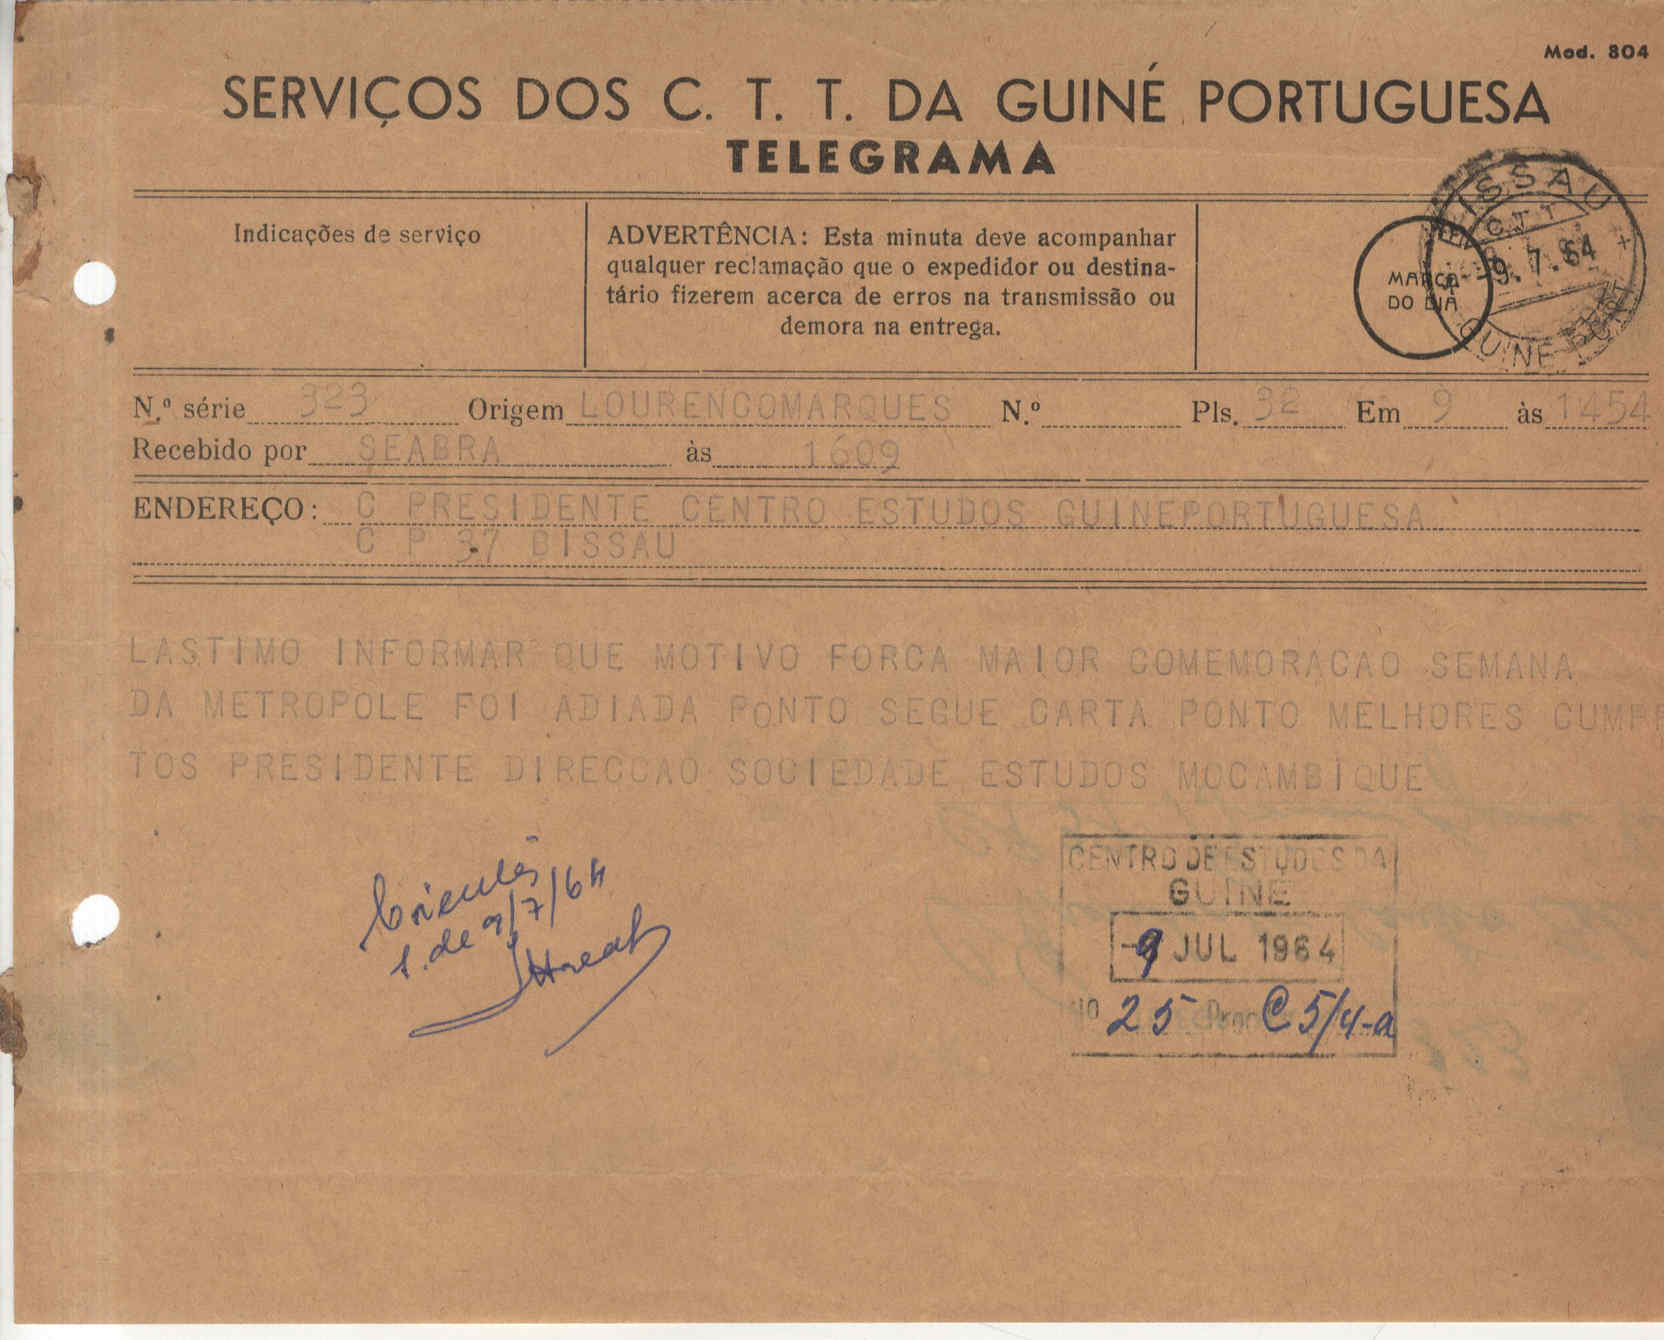 Mod. 804
SERVIÇOS DOS C. T. T. DA GUINÉ PORTUGUESA
TELEGRAMA
Indicações de serviço
ADVERTÊNCIA: Esta minuta deve acompanhar
qualquer reclamação que o expedidor ou destina-
tário fizerem acerca de erros na transmissão ou
demora na entrega.
MARCA
DO DIA
BISSAU
C.T.T.
9.7.64
GUINÉ PORT
N.º série 323 Origem LOURENCOMARQUES N.º Pls. 32 Em 9 às 1454
Recebido por SEABRA às 1609
ENDEREÇO: C PRESIDENTE CENTRO ESTUDOS GUINEPORTUGUESA
C P 37 BISSAU
LASTIMO INFORMAR QUE MOTIVO FORCA MAIOR COMEMORACAO SEMANA
DA METROPOLE FOI ADIADA PONTO SEGUE CARTA PONTO MELHORES CUMPR
TOS PRESIDENTE DIRECCAO SOCIEDADE ESTUDOS MOCAMBIQUE
9/7/64
CENTRO DE ESTUDOS DA
GUINÉ
-9 JUL 1964
No 25 Proc C5/4-a